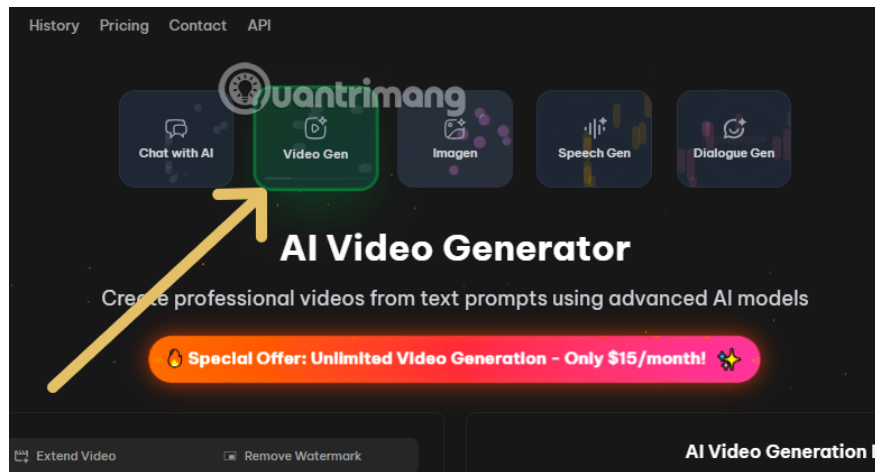 History Pricing Contact API
Quantrimang
Chat with AI Video Gen Imagen Speech Gen Dialogue Gen
AI Video Generator
Create professional videos from text prompts using advanced AI models
🔥 Special Offer: Unlimited Video Generation - Only $15/month! ✨
Extend Video Remove Watermark
AI Video Generation